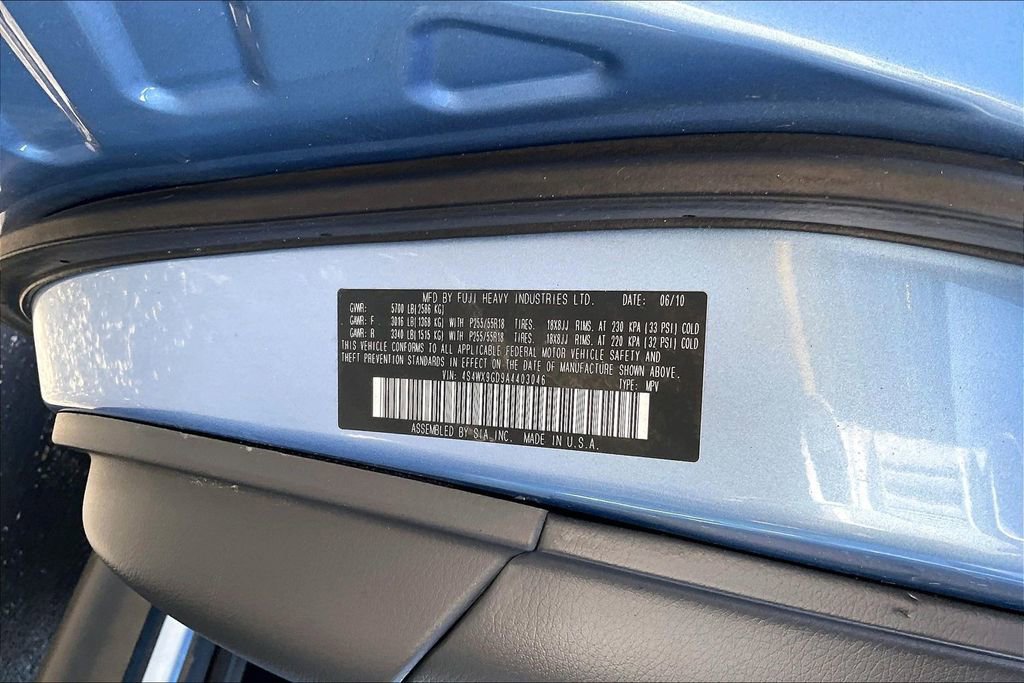 MFD BY FUJI HEAVY INDUSTRIES LTD. DATE: 06/10
GVWR: 5700 LB(2586 KG)
GAWR: F 3016 LB(1368 KG) WITH P255/55R18 TIRES. 18X8JJ RIMS. AT 230 KPA (33 PSI) COLD
GAWR: R 3340 LB(1515 KG) WITH P255/55R18 TIRES. 18X8JJ RIMS. AT 220 KPA (32 PSI) COLD
THIS VEHICLE CONFORMS TO ALL APPLICABLE FEDERAL MOTOR VEHICLE SAFETY AND
THEFT PREVENTION STANDARDS IN EFFECT ON THE DATE OF MANUFACTURE SHOWN ABOVE.
VIN: 4S4WX9GD9A4403046 TYPE: MPV
ASSEMBLED BY SIA, INC. MADE IN U.S.A.